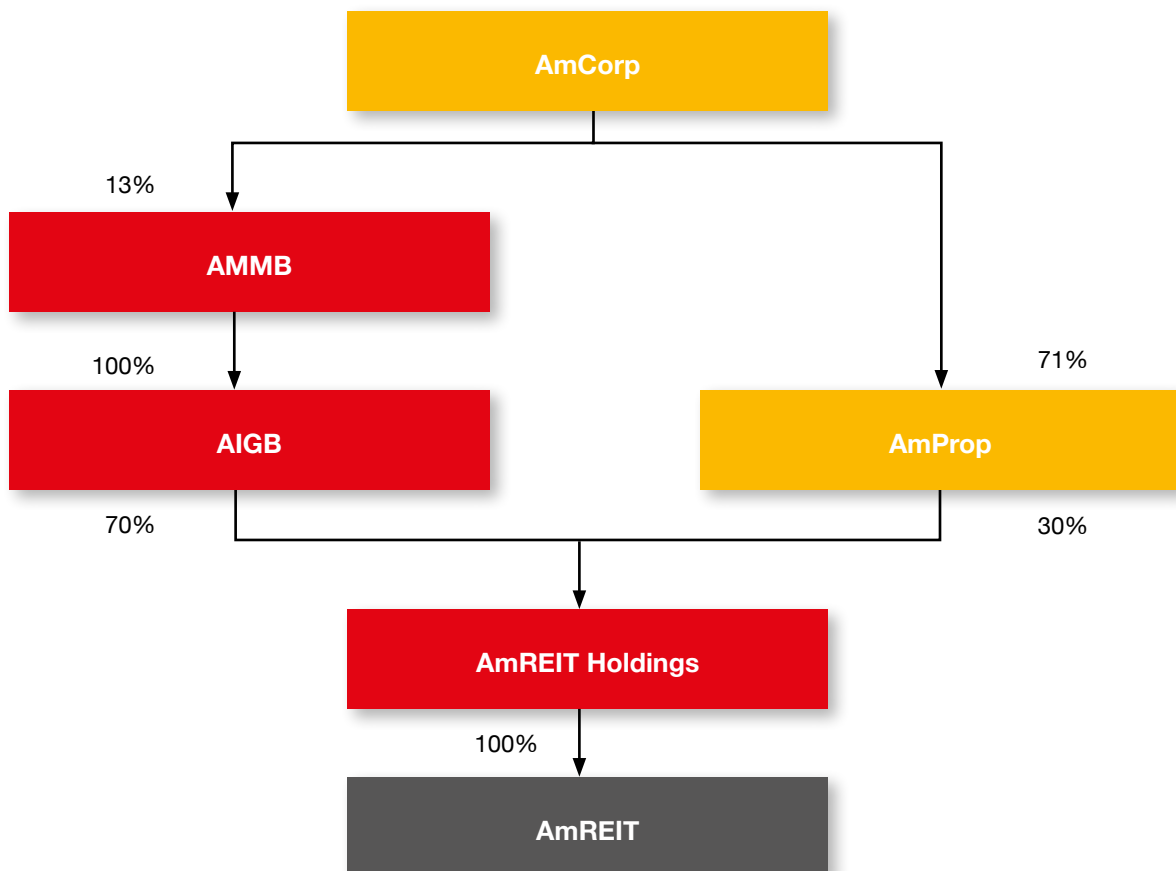 AmCorp
13%
AMMB
100%
71%
AIGB
AmProp
70%
30%
AmREIT Holdings
100%
AmREIT